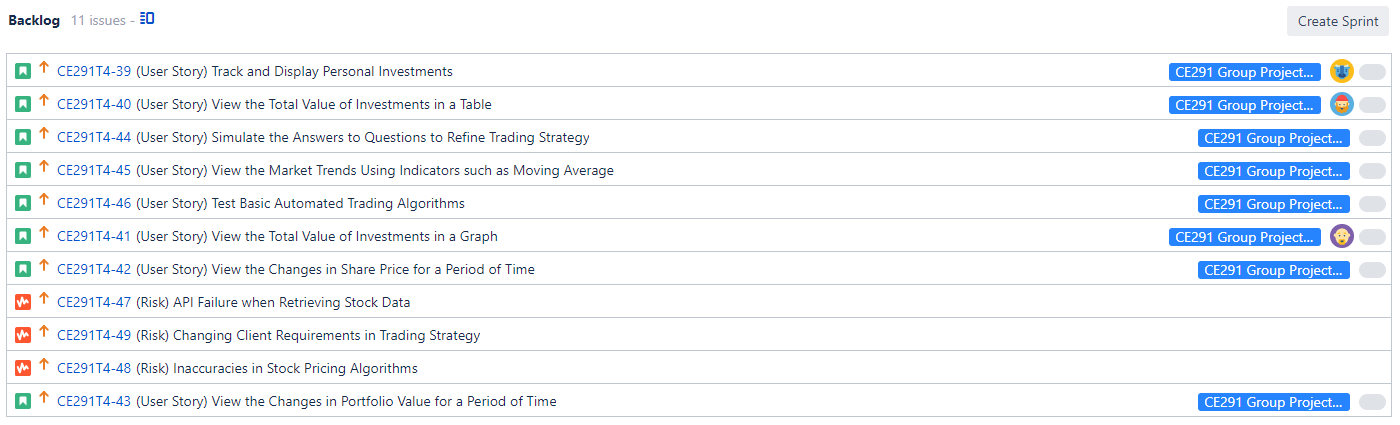 Backlog 11 issues - Create Sprint
CE291T4-39 (User Story) Track and Display Personal Investments CE291 Group Project...
CE291T4-40 (User Story) View the Total Value of Investments in a Table CE291 Group Project...
CE291T4-44 (User Story) Simulate the Answers to Questions to Refine Trading Strategy CE291 Group Project...
CE291T4-45 (User Story) View the Market Trends Using Indicators such as Moving Average CE291 Group Project...
CE291T4-46 (User Story) Test Basic Automated Trading Algorithms CE291 Group Project...
CE291T4-41 (User Story) View the Total Value of Investments in a Graph CE291 Group Project...
CE291T4-42 (User Story) View the Changes in Share Price for a Period of Time CE291 Group Project...
CE291T4-47 (Risk) API Failure when Retrieving Stock Data
CE291T4-49 (Risk) Changing Client Requirements in Trading Strategy
CE291T4-48 (Risk) Inaccuracies in Stock Pricing Algorithms
CE291T4-43 (User Story) View the Changes in Portfolio Value for a Period of Time CE291 Group Project...